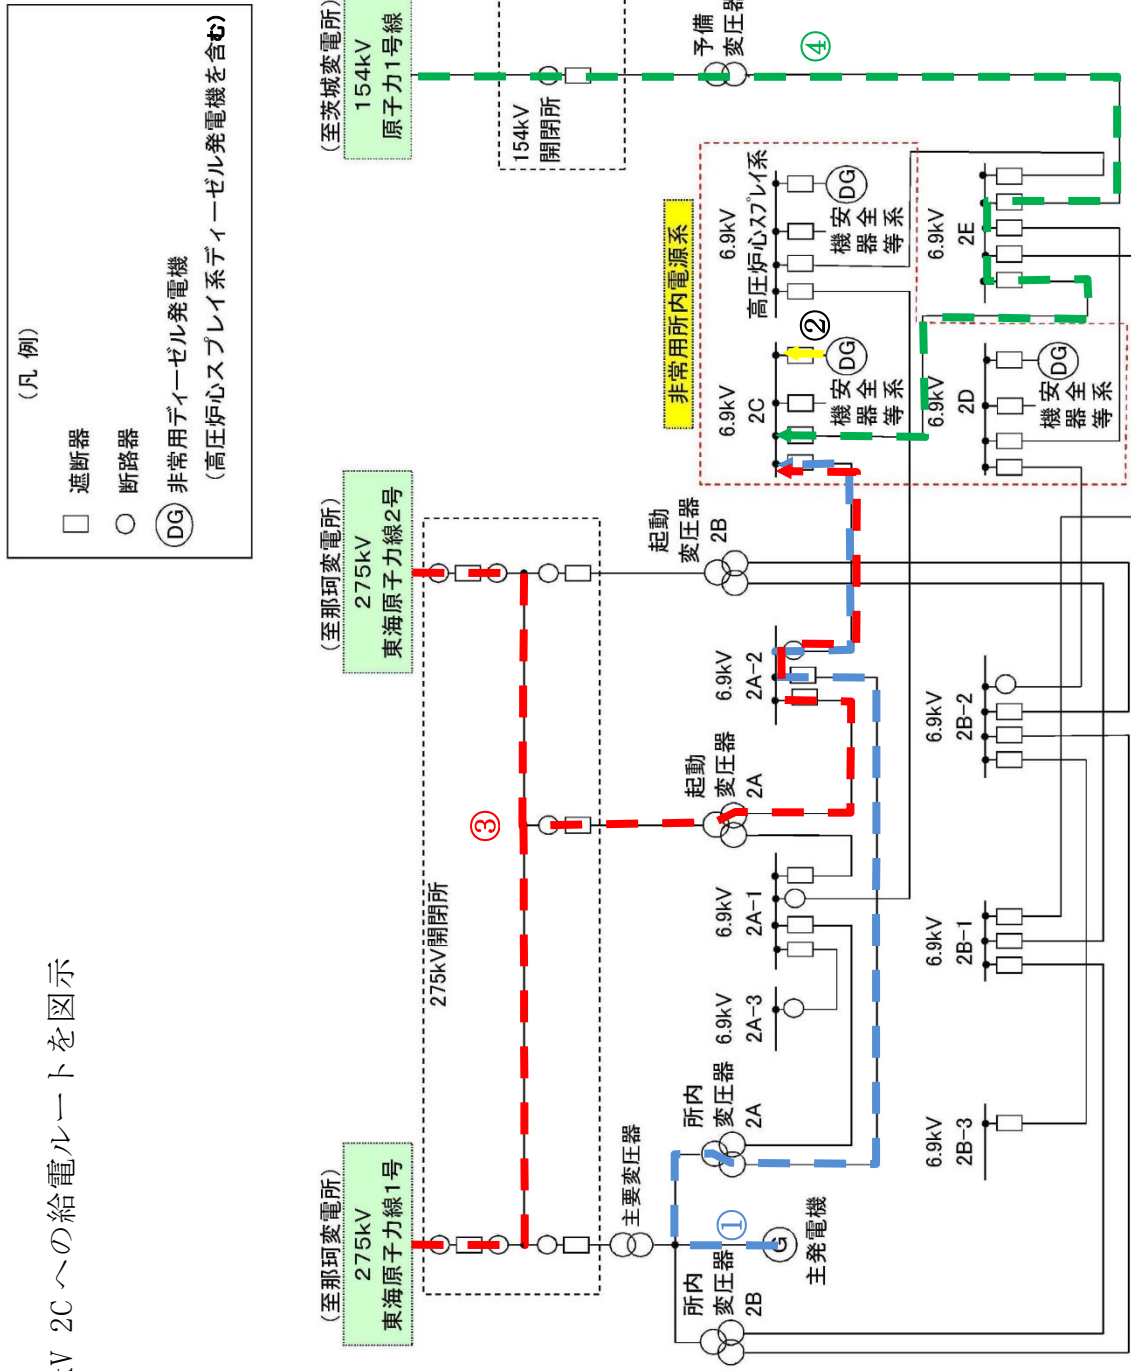 kV 2C への給電ルートを図示
(凡 例)
遮断器
断路器
DG 非常用ディーゼル発電機
(高圧炉心スプレイ系ディーゼル発電機を含む)
(至那珂変電所)
275kV
東海原子力線1号
(至那珂変電所)
275kV
東海原子力線2号
(至茨城変電所)
154kV
原子力1号線
275kV開閉所
154kV
開閉所
③
④
主要変圧器
起動
変圧器
2A
起動
変圧器
2B
予備
変圧器
非常用所内電源系
所内
変圧器
2B
①
G
主発電機
所内
変圧器
2A
6.9kV
2A-3
6.9kV
2A-1
6.9kV
2A-2
6.9kV
2C
②
DG
安全
機器等系
6.9kV
高圧炉心スプレイ系
DG
安全
機器等系
6.9kV
2B-3
6.9kV
2B-1
6.9kV
2B-2
6.9kV
2D
DG
安全
機器等系
6.9kV
2E